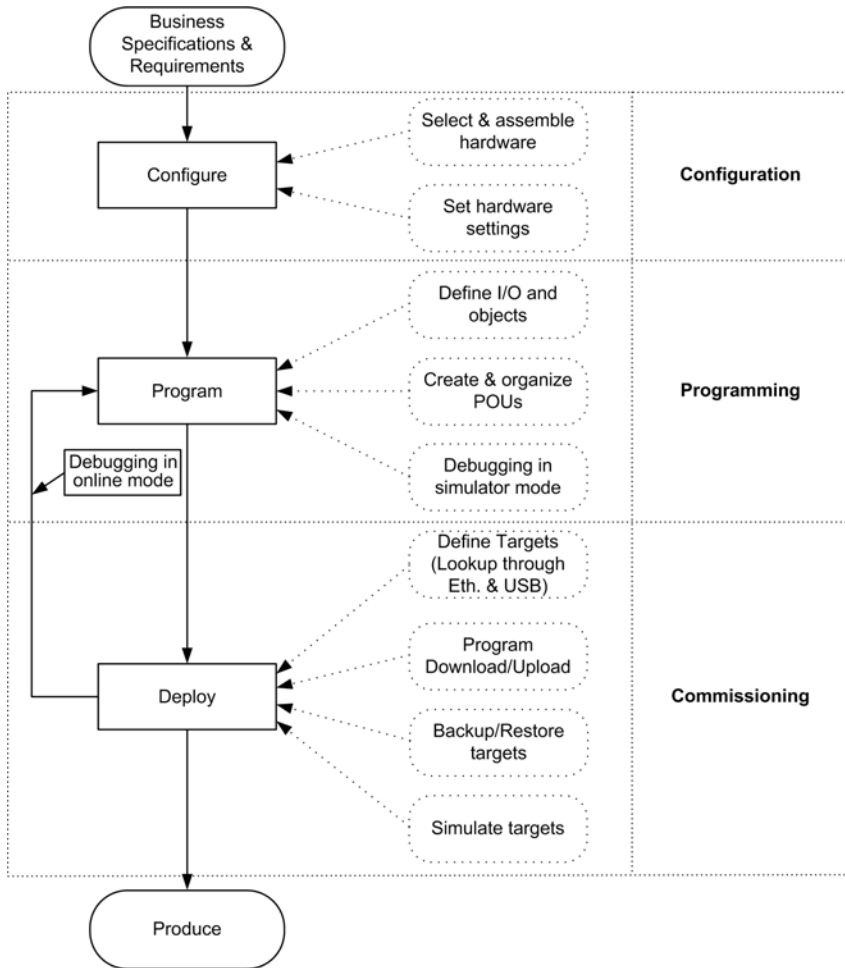 Business
Specifications &
Requirements
Select & assemble
hardware
Configure
Configuration
Set hardware
settings
Define I/O and
objects
Program
Create & organize
POUs
Programming
Debugging in
online mode
Debugging in
simulator mode
Define Targets
(Lookup through
Eth. & USB)
Program
Download/Upload
Deploy
Commissioning
Backup/Restore
targets
Simulate targets
Produce